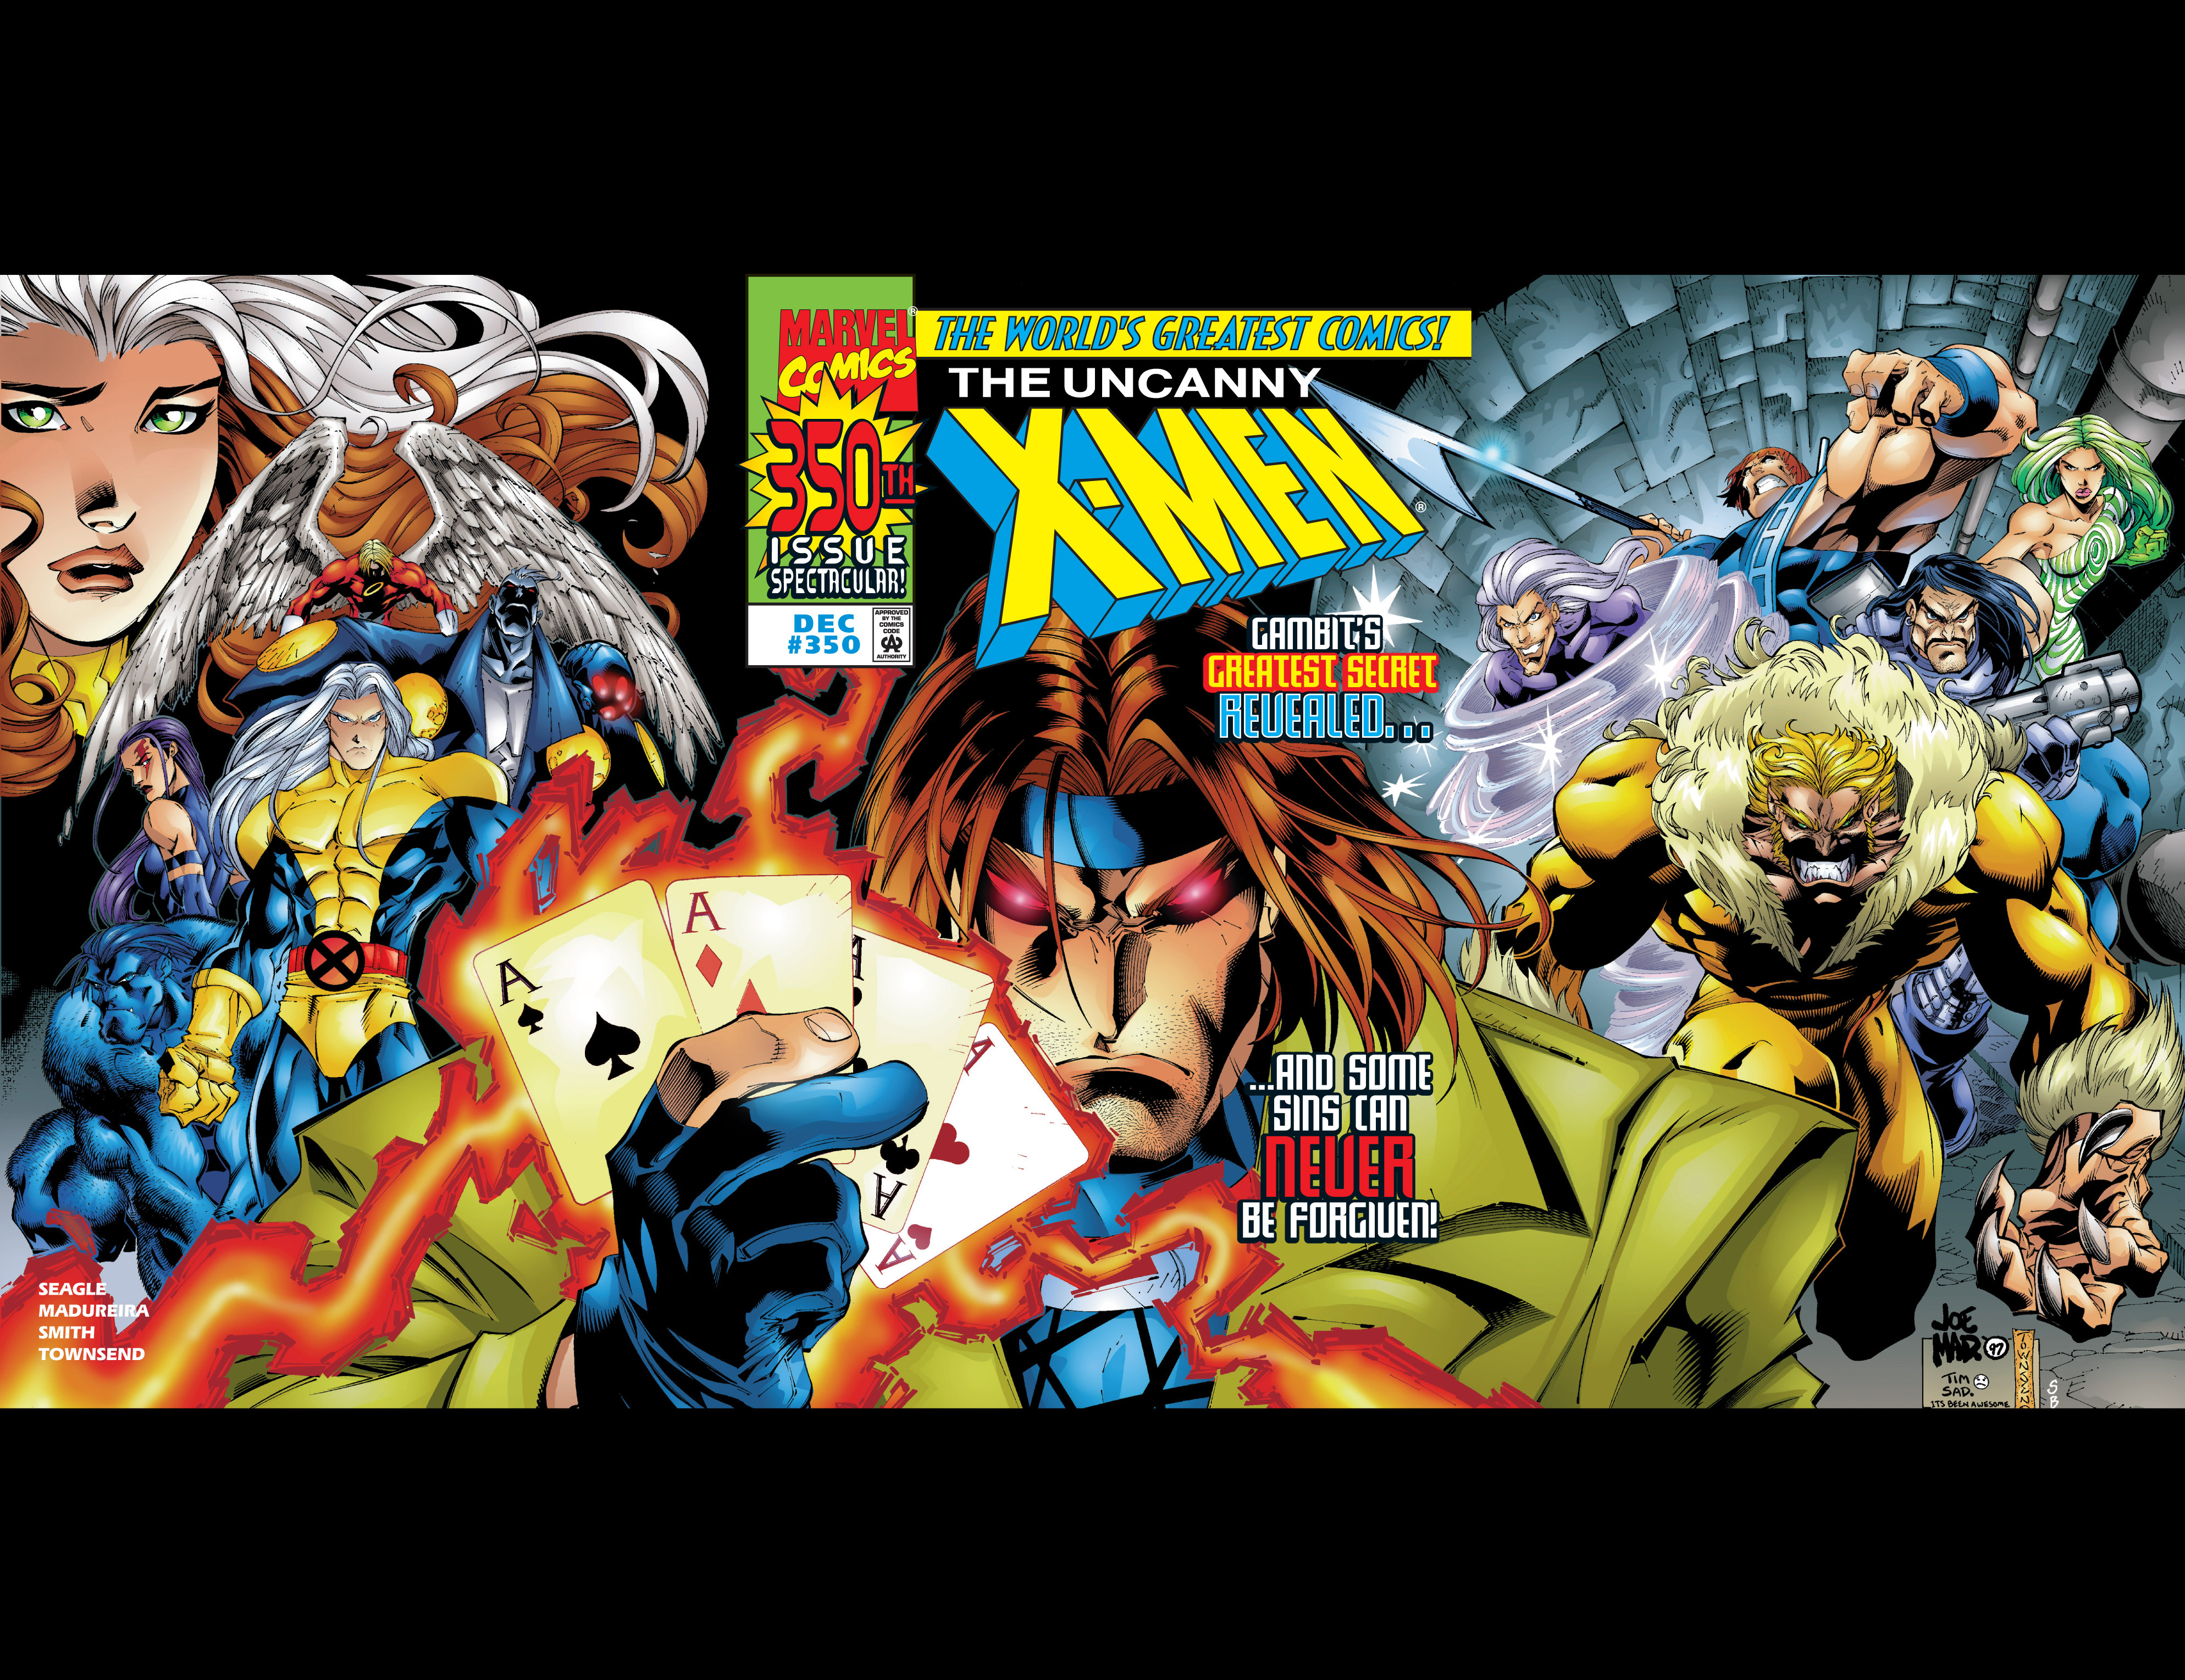 MARVEL®
COMICS
350TH
ISSUE
SPECTACULAR!
DEC
#350
APPROVED
BY THE
COMICS
CODE
CA
AUTHORITY
THE WORLD'S GREATEST COMICS!
THE UNCANNY
X-MEN®
GAMBIT'S
GREATEST SECRET
REVEALED...
...AND SOME
SINS CAN
NEVER
BE FORGIVEN!
A
A
A
A
A
A
SEAGLE
MADUREIRA
SMITH
TOWNSEND
JOE
MAD. 97
TIM
SAD.
ITS BEEN AWESOME
TOWNSEND
SB